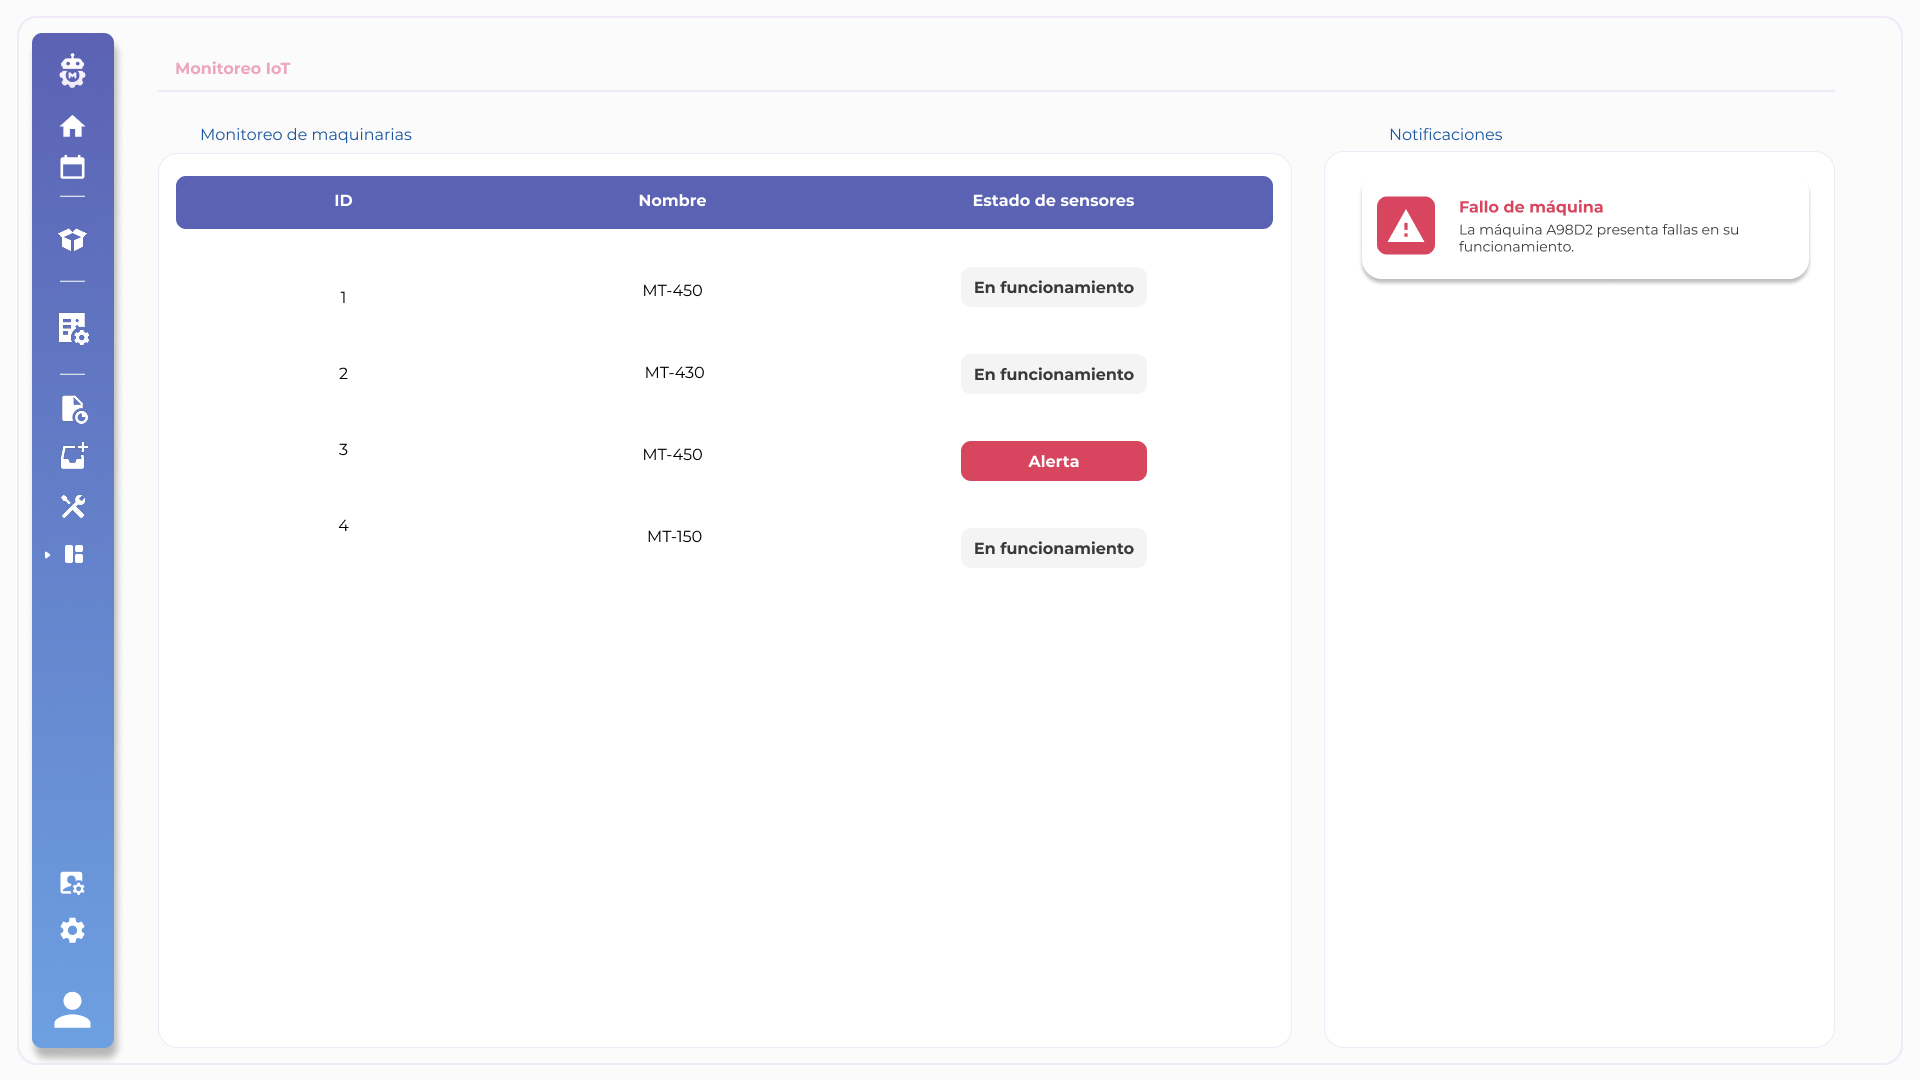 Monitoreo IoT
Monitoreo de maquinarias
ID Nombre Estado de sensores
1 MT-450 En funcionamiento
2 MT-430 En funcionamiento
3 MT-450 Alerta
4 MT-150 En funcionamiento
Notificaciones
Fallo de máquina
La máquina A98D2 presenta fallas en su
funcionamiento.
M